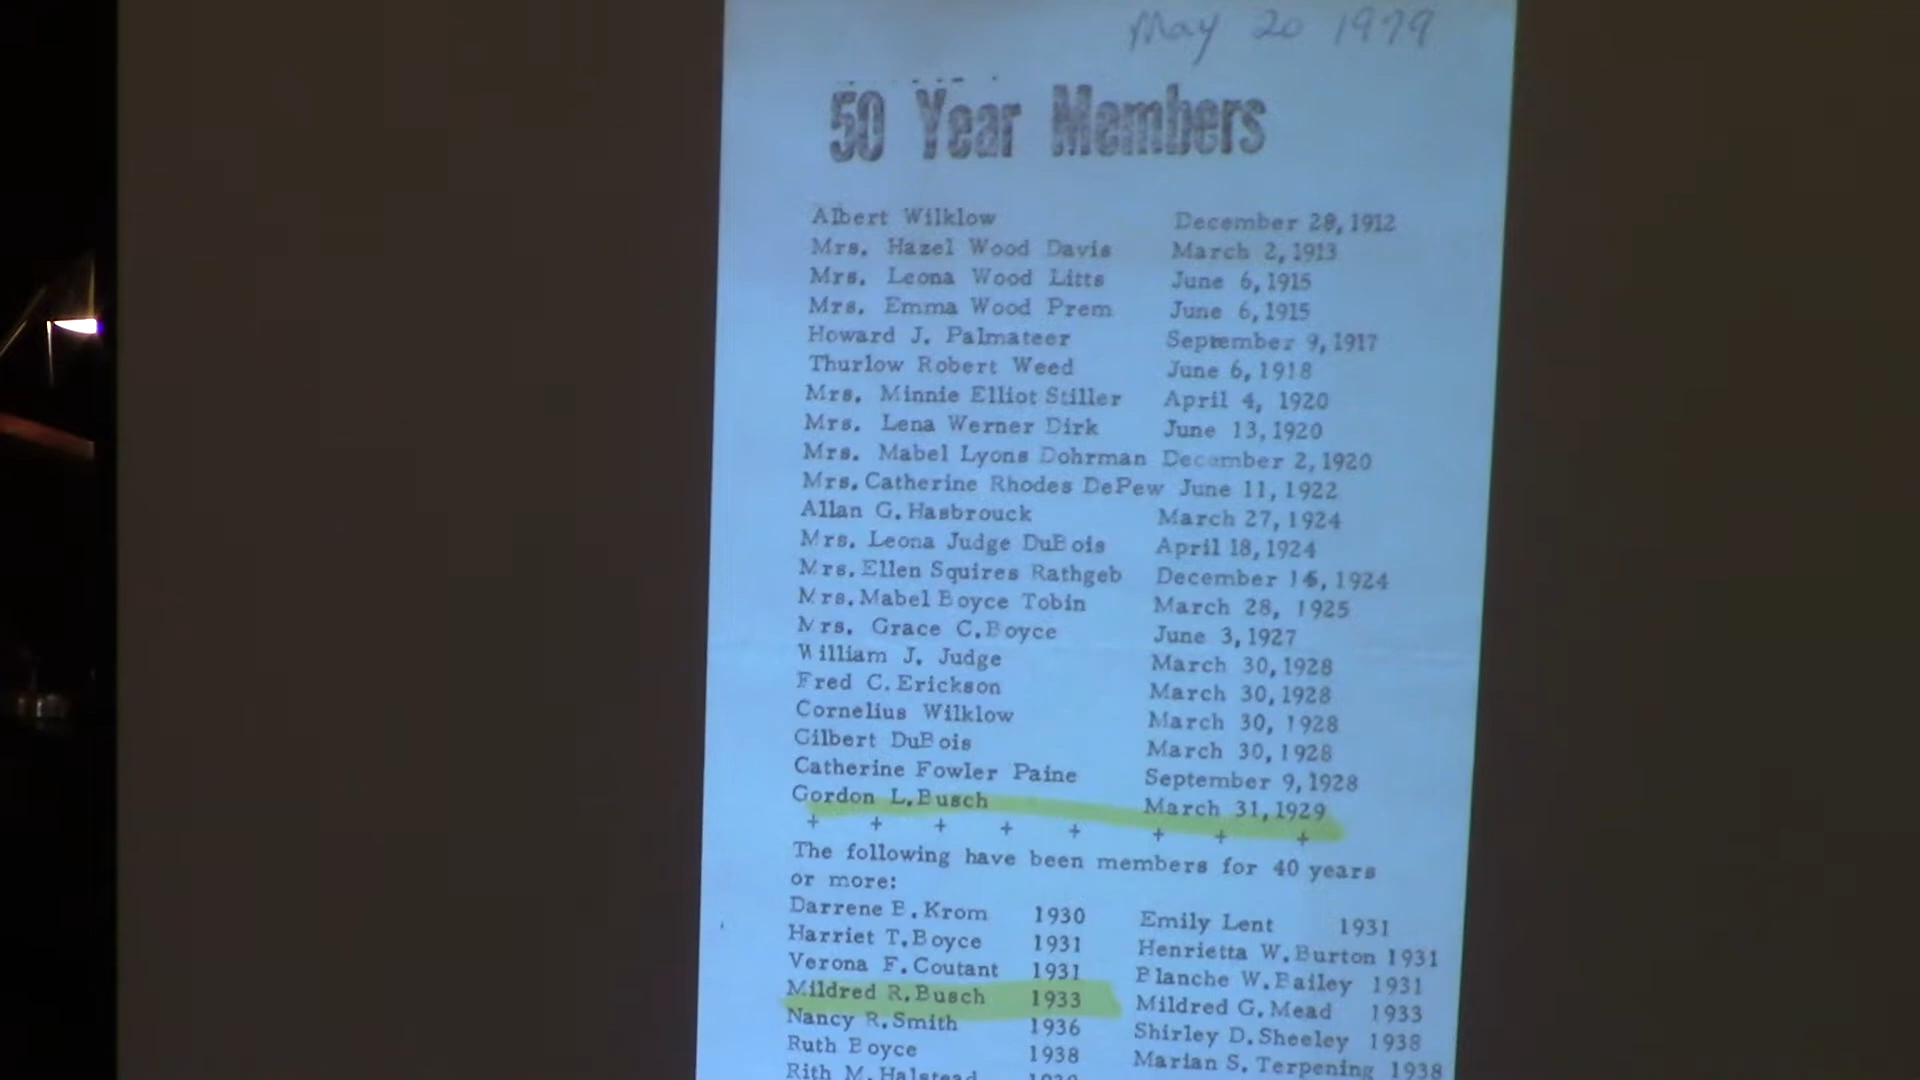 May 20 1979
50 Year Members
Albert Wilklow December 28, 1912
Mrs. Hazel Wood Davis March 2, 1913
Mrs. Leona Wood Litts June 6, 1915
Mrs. Emma Wood Prem June 6, 1915
Howard J. Palmateer September 9, 1917
Thurlow Robert Weed June 6, 1918
Mrs. Minnie Elliot Stiller April 4, 1920
Mrs. Lena Werner Dirk June 13, 1920
Mrs. Mabel Lyons Dohrman December 2, 1920
Mrs. Catherine Rhodes DePew June 11, 1922
Allan G. Hasbrouck March 27, 1924
Mrs. Leona Judge DuBois April 18, 1924
Mrs. Ellen Squires Rathgeb December 1 , 1924
Mrs. Mabel Boyce Tobin March 28, 1925
Mrs. Grace C. Boyce June 3, 1927
William J. Judge March 30, 1928
Fred C. Erickson March 30, 1928
Cornelius Wilklow March 30, 1928
Gilbert DuBois March 30, 1928
Catherine Fowler Paine September 9, 1928
Gordon L. Busch March 31, 1929
+ + + + + + + +
The following have been members for 40 years
or more:
Darrene E. Krom 1930 Emily Lent 1931
Harriet T. Boyce 1931 Henrietta W. Burton 1931
Verona F. Coutant 1931 Blanche W. Bailey 1931
Mildred R. Busch 1933 Mildred G. Mead 1933
Nancy R. Smith 1936 Shirley D. Sheeley 1938
Ruth Boyce 1938 Marian S. Terpening 1938
Rith M. Halstead